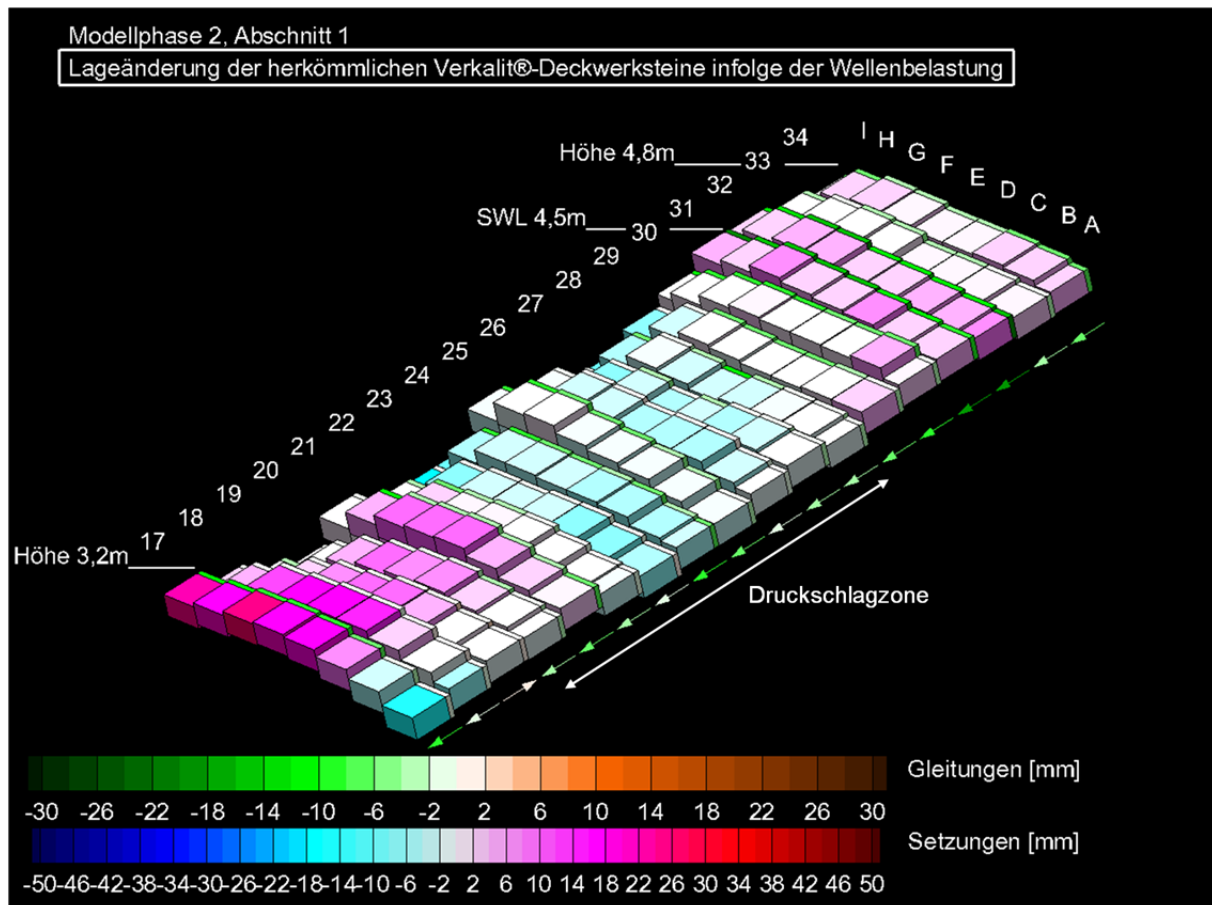 Modellphase 2, Abschnitt 1
Lageänderung der herkömmlichen Verkalit®-Deckwerksteine infolge der Wellenbelastung
I H G F E D C B A
34
Höhe 4,8m 33
32
31
SWL 4,5m 30
29
28
27
26
25
24
23
22
21
20
19
18
17
Höhe 3,2m
Druckschlagzone
Gleitungen [mm]
-30 -26 -22 -18 -14 -10 -6 -2 2 6 10 14 18 22 26 30
Setzungen [mm]
-50 -46 -42 -38 -34 -30 -26 -22 -18 -14 -10 -6 -2 2 6 10 14 18 22 26 30 34 38 42 46 50